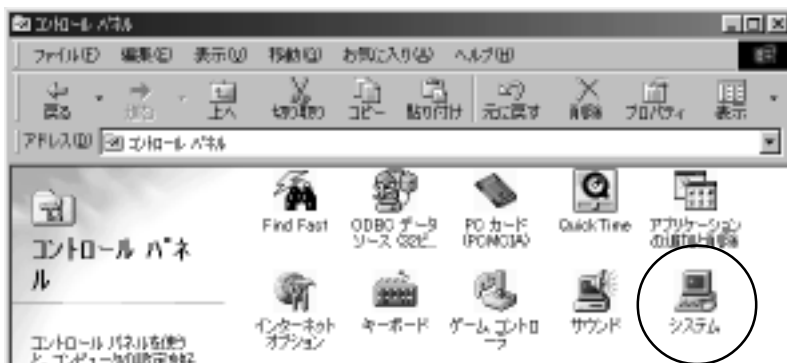 コントロール パネル
ファイル(F) 編集(E) 表示(V) 移動(G) お気に入り(A) ヘルプ(H)
戻る 進む 上へ 切り取り コピー 貼り付け 元に戻す 削除 プロパティ 表示
アドレス(D) コントロール パネル
コントロール パネ
ル
コントロール パネルを使う
と、コンピュータの設定を好
Find Fast
ODBC データ
ソース (32ビ...
PC カード
(PCMCIA)
QuickTime
アプリケーション
の追加と削除
インターネット
オプション
キーボード
ゲーム コントロ
ーラ
サウンド
システム